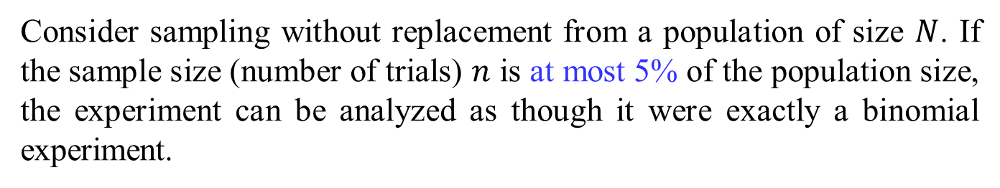 Consider sampling without replacement from a population of size N. If
the sample size (number of trials) n is at most 5% of the population size,
the experiment can be analyzed as though it were exactly a binomial
experiment.